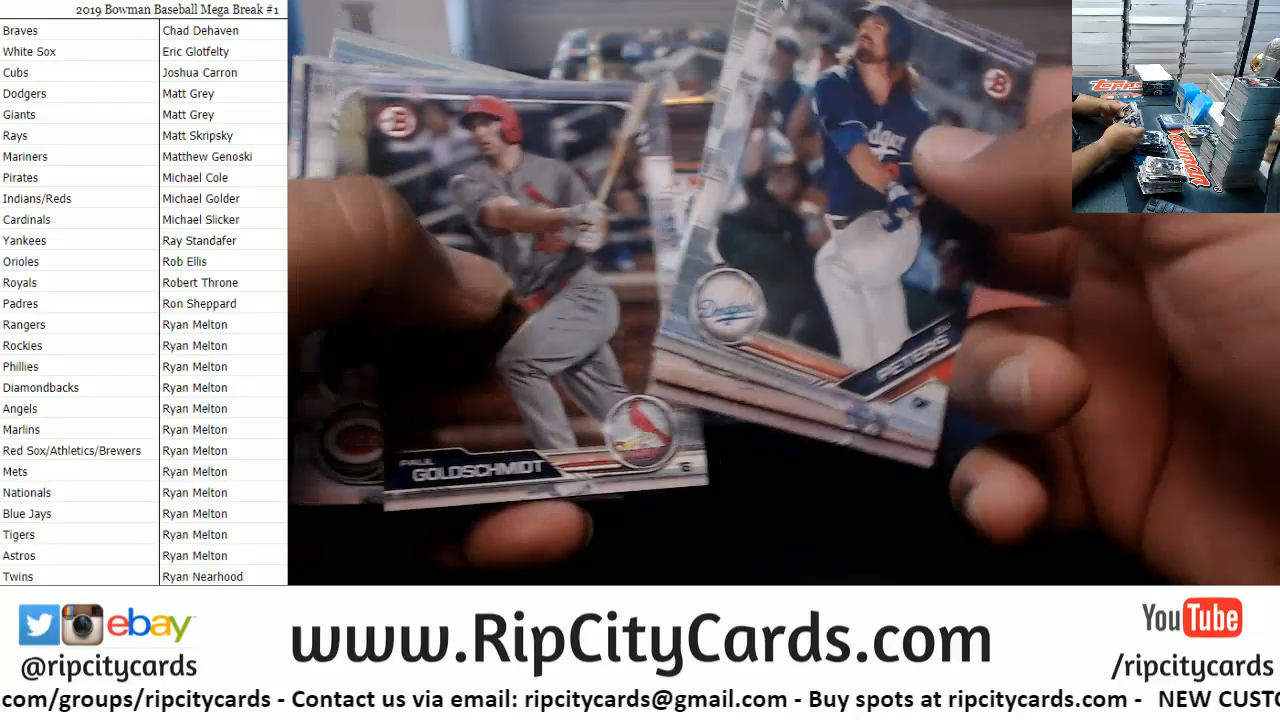 2019 Bowman Baseball Mega Break #1
Braves Chad Dehaven
White Sox Eric Glotfelty
Cubs Joshua Carron
Dodgers Matt Grey
Giants Matt Grey
Rays Matt Skripsky
Mariners Matthew Genoski
Pirates Michael Cole
Indians/Reds Michael Golder
Cardinals Michael Slicker
Yankees Ray Standafer
Orioles Rob Ellis
Royals Robert Throne
Padres Ron Sheppard
Rangers Ryan Melton
Rockies Ryan Melton
Phillies Ryan Melton
Diamondbacks Ryan Melton
Angels Ryan Melton
Marlins Ryan Melton
Red Sox/Athletics/Brewers Ryan Melton
Mets Ryan Melton
Nationals Ryan Melton
Blue Jays Ryan Melton
Tigers Ryan Melton
Astros Ryan Melton
Twins Ryan Nearhood
PAUL
GOLDSCHMIDT
Dodgers
PETERS
TOPPS
BOWMAN
ebay
@ripcitycards
www.RipCityCards.com
YouTube
/ripcitycards
com/groups/ripcitycards - Contact us via email: ripcitycards@gmail.com - Buy spots at ripcitycards.com - NEW CUSTO